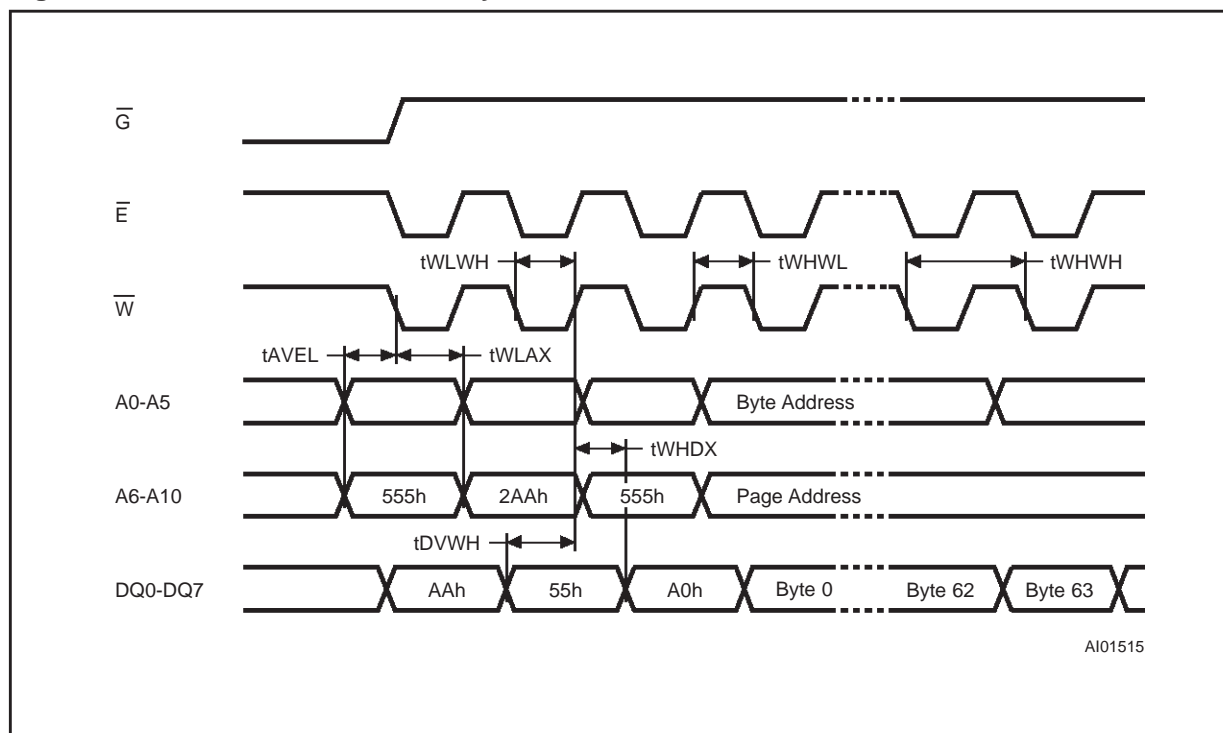 G
E
tWLWH
tWHWL
tWHWH
W
tAVEL
tWLAX
A0-A5
Byte Address
tWHDX
A6-A10
555h
2AAh
555h
Page Address
tDVWH
DQ0-DQ7
AAh
55h
A0h
Byte 0
Byte 62
Byte 63
AI01515